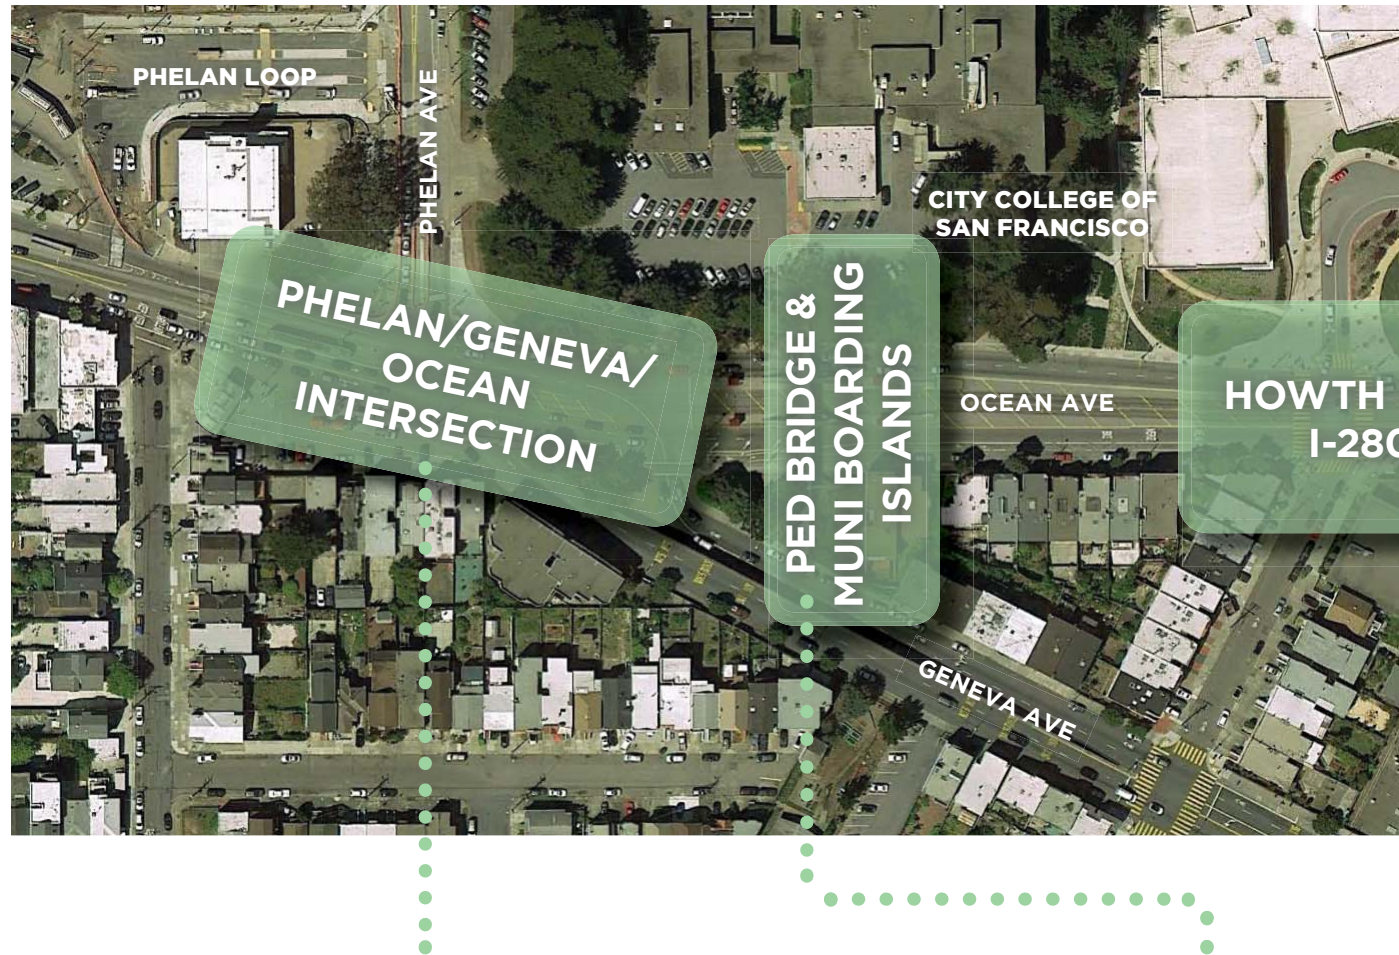 PHELAN LOOP
PHELAN AVE
CITY COLLEGE OF
SAN FRANCISCO
PHELAN/GENEVA/
OCEAN
INTERSECTION
PED BRIDGE &
MUNI BOARDING
ISLANDS
OCEAN AVE
HOWTH
I-280
GENEVA AVE